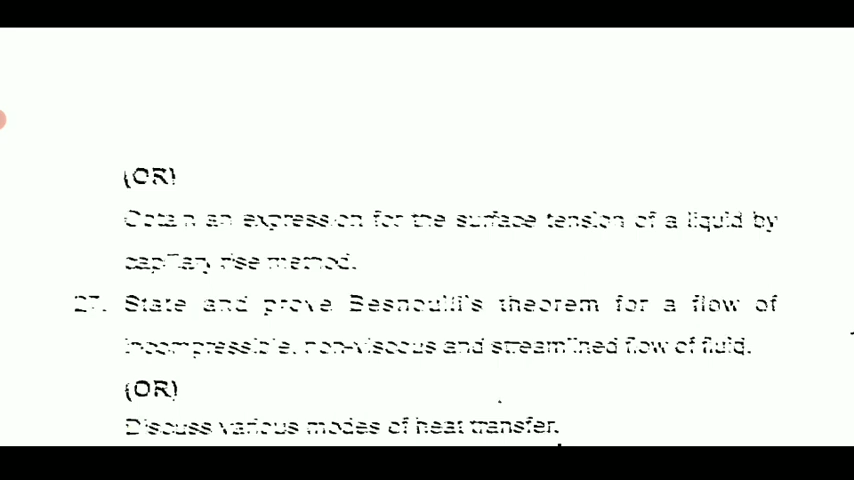 (OR)
Obtain an expression for the surface tension of a liquid by
capillary rise method.
27. State and prove Besnoulli's theorem for a flow of
incompressible, non-viscous and streamlined flow of fluid.
(OR)
Discuss various modes of heat transfer.